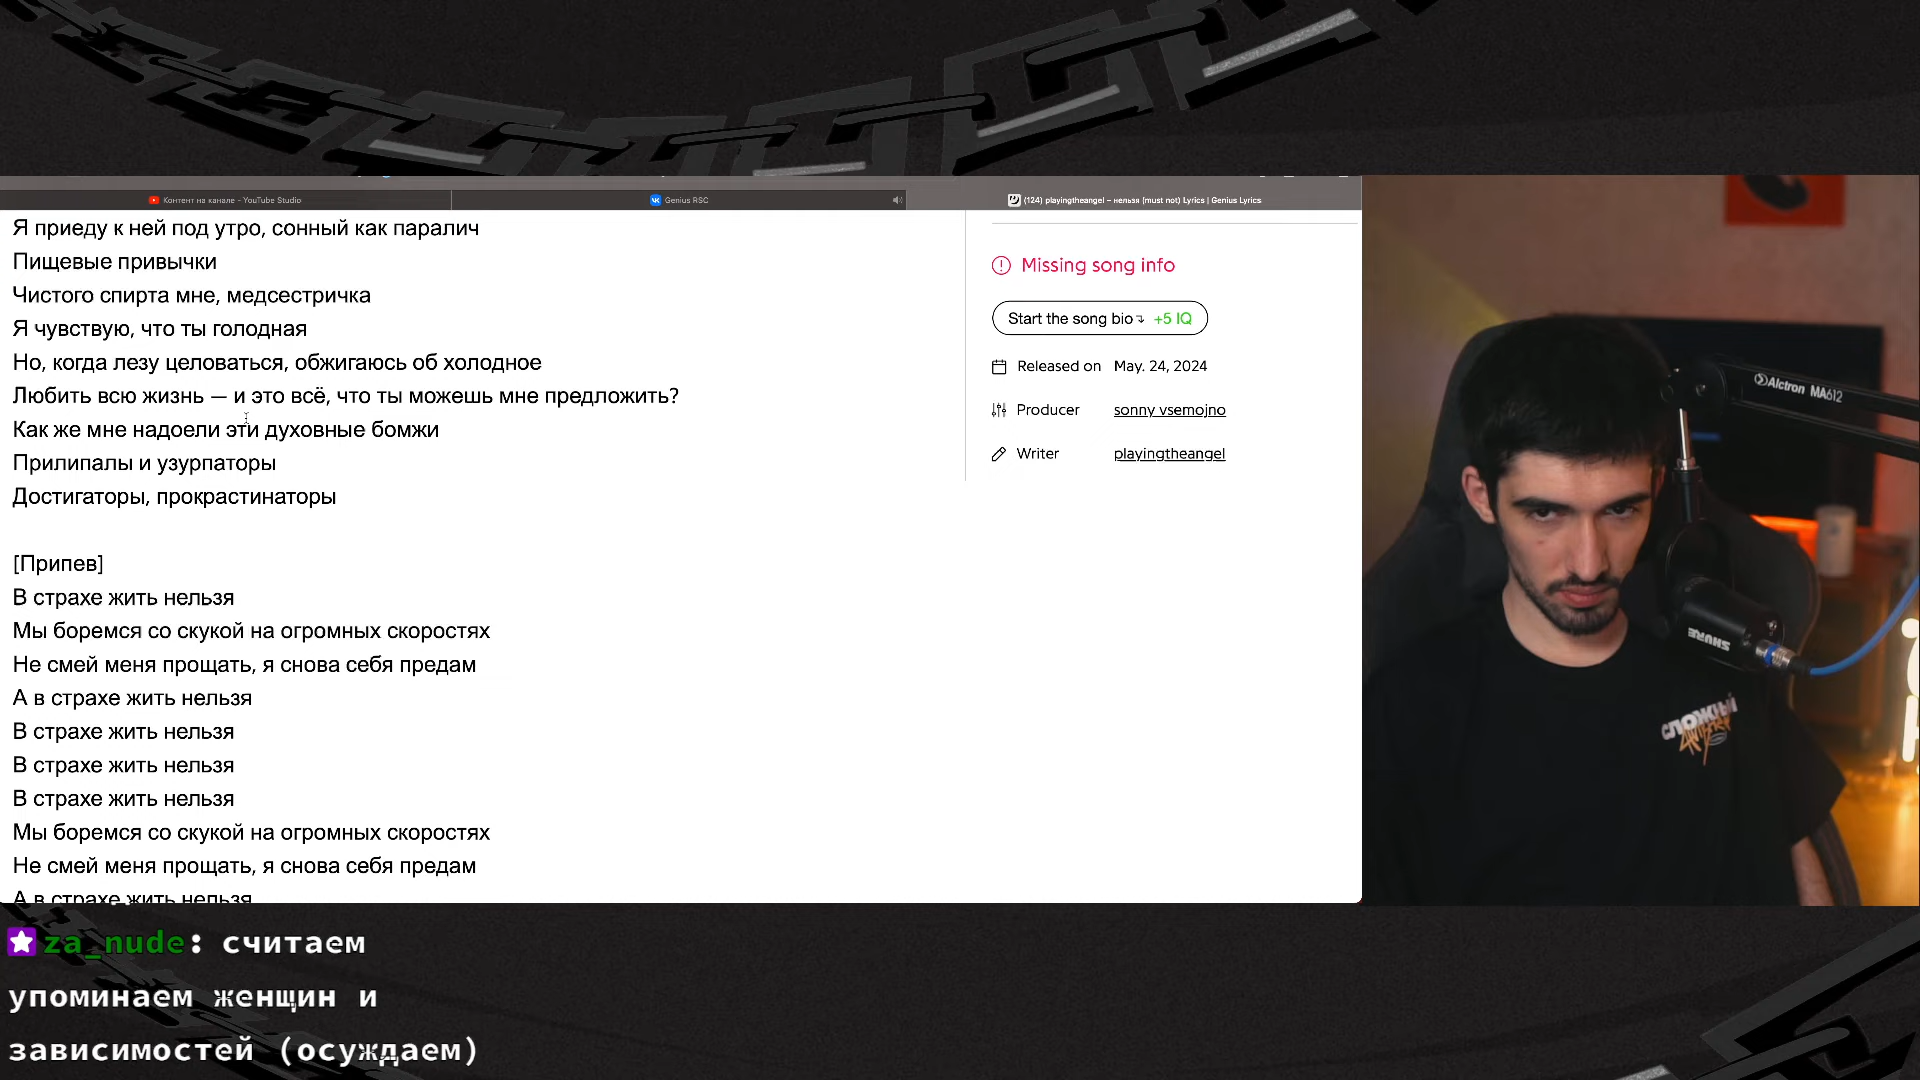 Контент на канале - YouTube Studio
Genius RSC
(124) playingtheangel – нельзя (must not) Lyrics | Genius Lyrics
Я приеду к ней под утро, сонный как паралич
Пищевые привычки
Чистого спирта мне, медсестричка
Я чувствую, что ты голодная
Но, когда лезу целоваться, обжигаюсь об холодное
Любить всю жизнь — и это всё, что ты можешь мне предложить?
Как же мне надоели эти духовные бомжи
Прилипалы и узурпаторы
Достигаторы, прокрастинаторы
[Припев]
В страхе жить нельзя
Мы боремся со скукой на огромных скоростях
Не смей меня прощать, я снова себя предам
А в страхе жить нельзя
В страхе жить нельзя
В страхе жить нельзя
В страхе жить нельзя
Мы боремся со скукой на огромных скоростях
Не смей меня прощать, я снова себя предам
А в страхе жить нельзя
Missing song info
Start the song bio +5 IQ
Released on May. 24, 2024
Producer sonny vsemojno
Writer playingtheangel
Alctron MA612
SHURE
СЛОЖНЫЙ
za_nude: считаем
упоминаем женщин и
зависимостей (осуждаем)